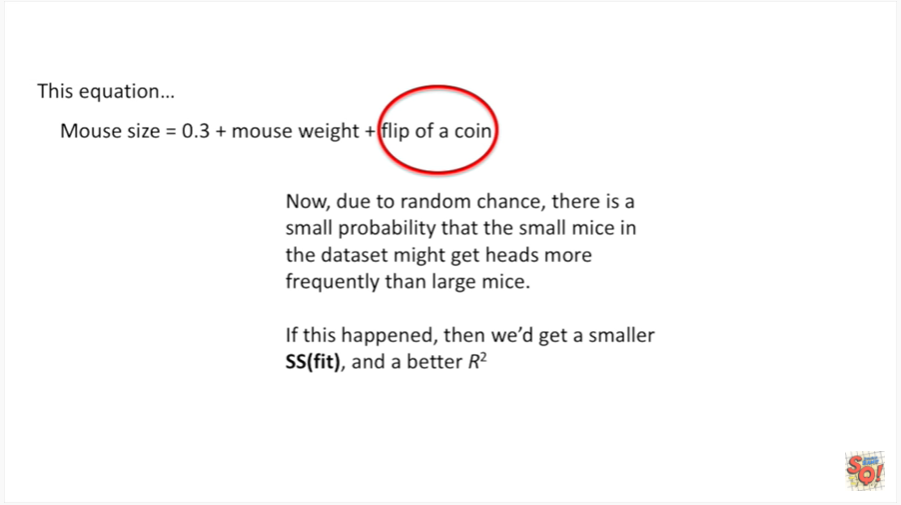 This equation...
Mouse size = 0.3 + mouse weight + flip of a coin
Now, due to random chance, there is a
small probability that the small mice in
the dataset might get heads more
frequently than large mice.
If this happened, then we’d get a smaller
SS(fit), and a better R²
SQ!